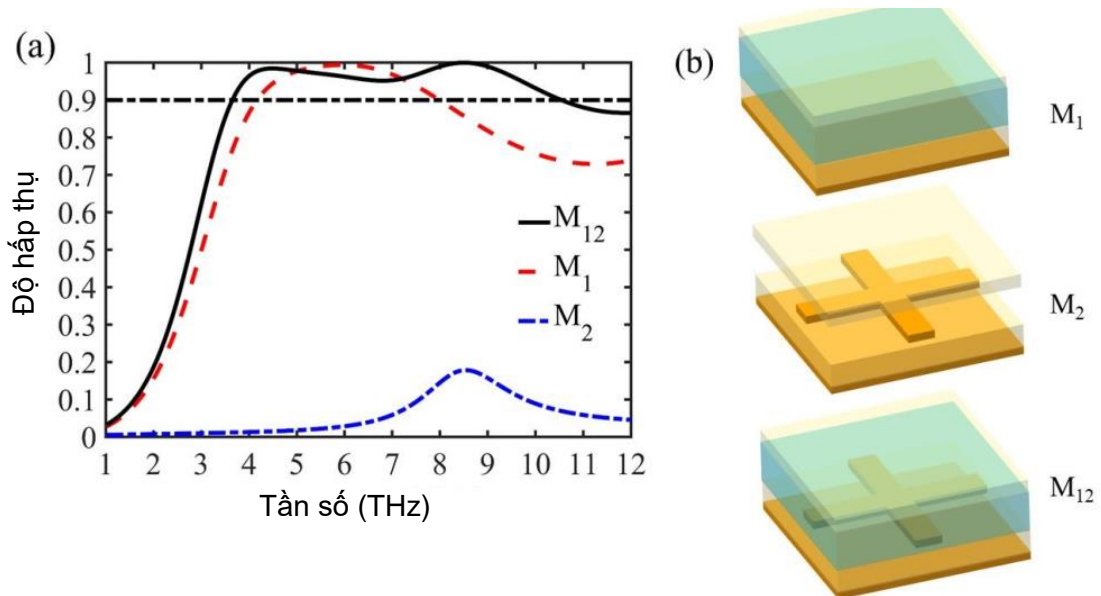 (a)
1
0.9
0.8
0.7
0.6
0.5
0.4
0.3
0.2
0.1
0
Độ hấp thụ
M12
M1
M2
1 2 3 4 5 6 7 8 9 10 11 12
Tần số (THz)
(b)
M1
M2
M12